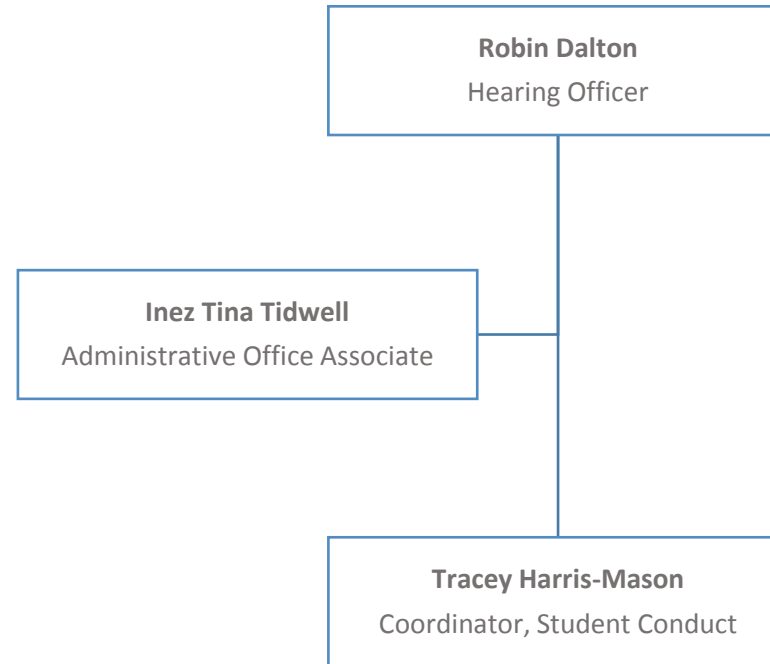 Robin Dalton
Hearing Officer
Inez Tina Tidwell
Administrative Office Associate
Tracey Harris-Mason
Coordinator, Student Conduct